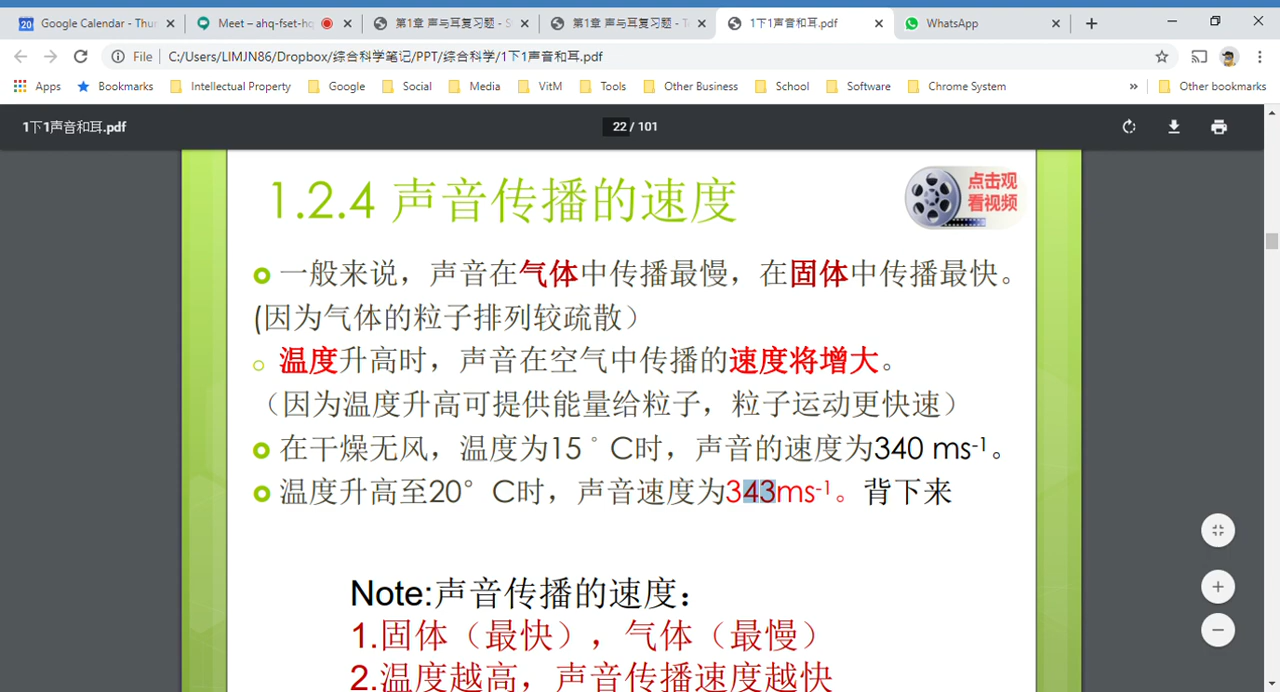 Google Calendar - Thur
Meet – ahq-fset-hq
第1章 声与耳复习题 - S
第1章 声与耳复习题 - T
1下1声音和耳.pdf
WhatsApp
File
C:/Users/LIMJN86/Dropbox/综合科学笔记/PPT/综合科学/1下1声音和耳.pdf
Apps
Bookmarks
Intellectual Property
Google
Social
Media
VitM
Tools
Other Business
School
Software
Chrome System
»
Other bookmarks
1下1声音和耳.pdf
22 / 101
1.2.4 声音传播的速度
点击观
看视频
一般来说，声音在气体中传播最慢，在固体中传播最快。
(因为气体的粒子排列较疏散）
温度升高时，声音在空气中传播的速度将增大。
（因为温度升高可提供能量给粒子，粒子运动更快速）
在干燥无风，温度为15 ° C时，声音的速度为340 ms-1。
温度升高至20° C时，声音速度为343ms-1。背下来
Note:声音传播的速度：
1.固体（最快），气体（最慢）
2.温度越高，声音传播速度越快